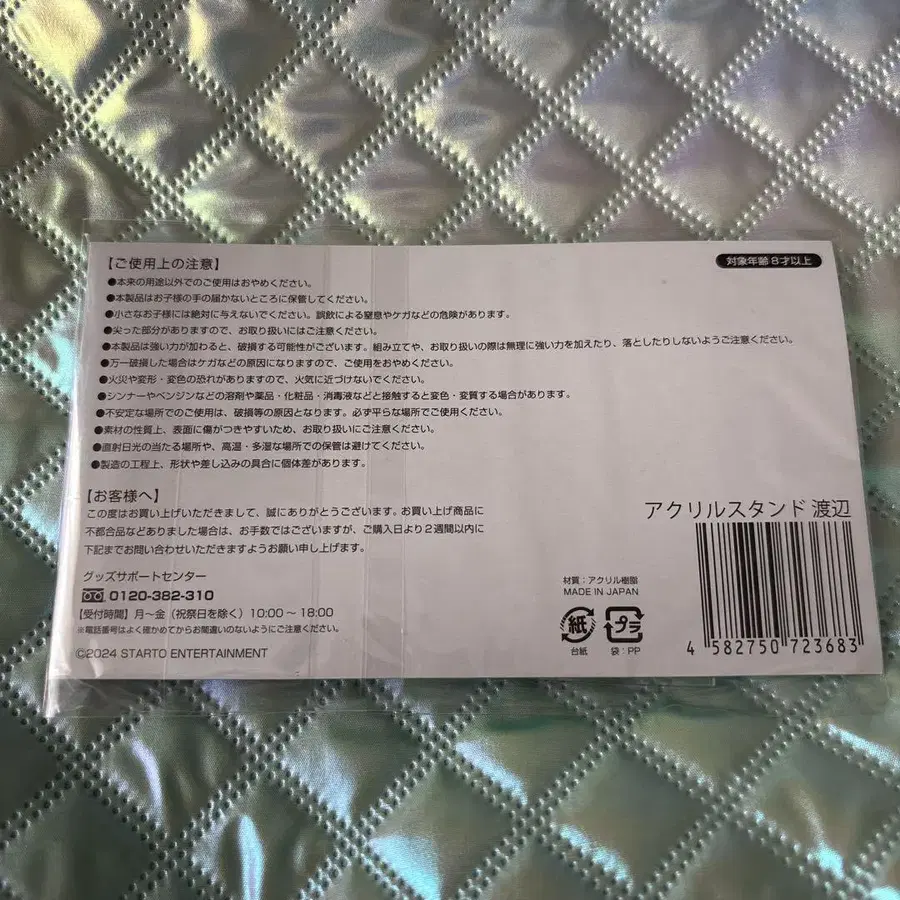 【ご使用上の注意】
対象年齢8才以上
●本来の用途以外でのご使用はおやめください。
●本製品はお子様の手の届かないところに保管してください。
●小さなお子様には絶対に与えないでください。誤飲による窒息やケガなどの危険があります。
●尖った部分がありますので、お取り扱いにはご注意ください。
●本製品は強い力が加わると、破損する可能性がございます。組み立てや、お取り扱いの際は無理に強い力を加えたり、落としたりしないようご注意ください。
●万一破損した場合はケガなどの原因になりますので、ご使用をおやめください。
●火災や変形・変色の恐れがありますので、火気に近づけないでください。
●シンナーやベンジンなどの溶剤や薬品・化粧品・消毒液などと接触すると変色・変質する場合があります。
●不安定な場所でのご使用は、破損等の原因となります。必ず平らな場所でご使用ください。
●素材の性質上、表面に傷がつきやすいため、お取り扱いにご注意ください。
●直射日光の当たる場所や、高温・多湿な場所での保管は避けてください。
●製造の工程上、形状や差し込みの具合に個体差があります。
【お客様へ】
この度はお買い上げいただきまして、誠にありがとうございます。お買い上げ商品に
不都合品などありました場合は、お手数ではございますが、ご購入日より2週間以内に
下記までお問い合わせいただきますようお願い申し上げます。
グッズサポートセンター
0120-382-310
【受付時間】月〜金（祝祭日を除く）10:00〜18:00
※電話番号はよく確かめてからお間違いのないようにご注意ください。
©2024 STARTO ENTERTAINMENT
材質：アクリル樹脂
MADE IN JAPAN
紙
プラ
台紙
袋：PP
アクリルスタンド 渡辺
4 582750 723683